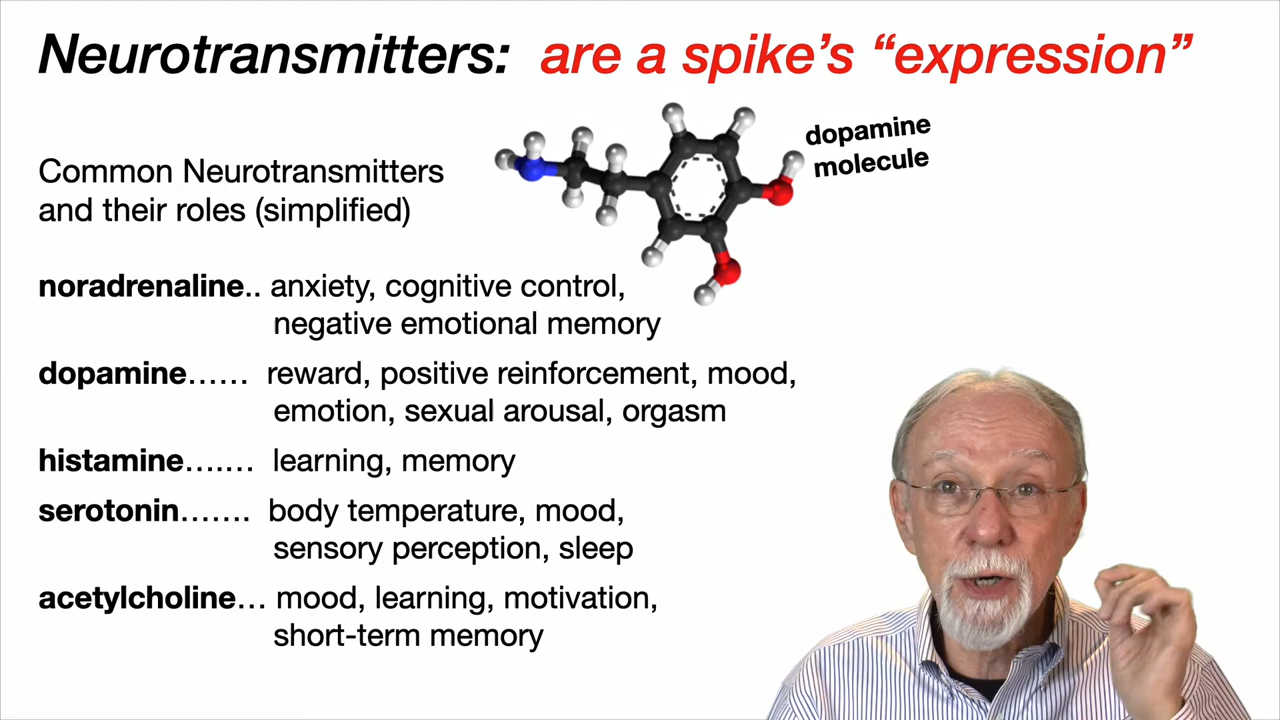 Neurotransmitters: are a spike's “expression”
dopamine
molecule
Common Neurotransmitters
and their roles (simplified)
noradrenaline.. anxiety, cognitive control,
negative emotional memory
dopamine...... reward, positive reinforcement, mood,
emotion, sexual arousal, orgasm
histamine....... learning, memory
serotonin....... body temperature, mood,
sensory perception, sleep
acetylcholine... mood, learning, motivation,
short-term memory